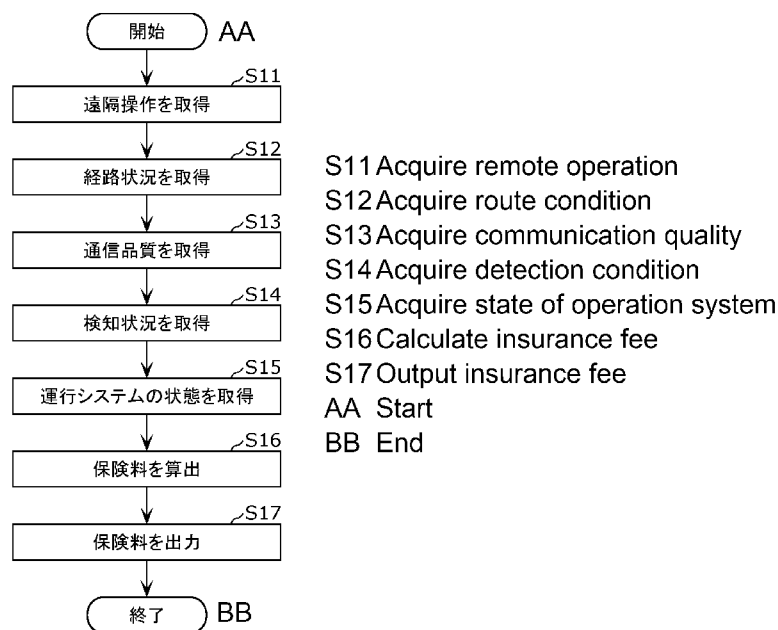 開始 AA
S11
遠隔操作を取得
S12
経路状況を取得
S13
通信品質を取得
S14
検知状況を取得
S15
運行システムの状態を取得
S16
保険料を算出
S17
保険料を出力
終了 BB
S11 Acquire remote operation
S12 Acquire route condition
S13 Acquire communication quality
S14 Acquire detection condition
S15 Acquire state of operation system
S16 Calculate insurance fee
S17 Output insurance fee
AA Start
BB End